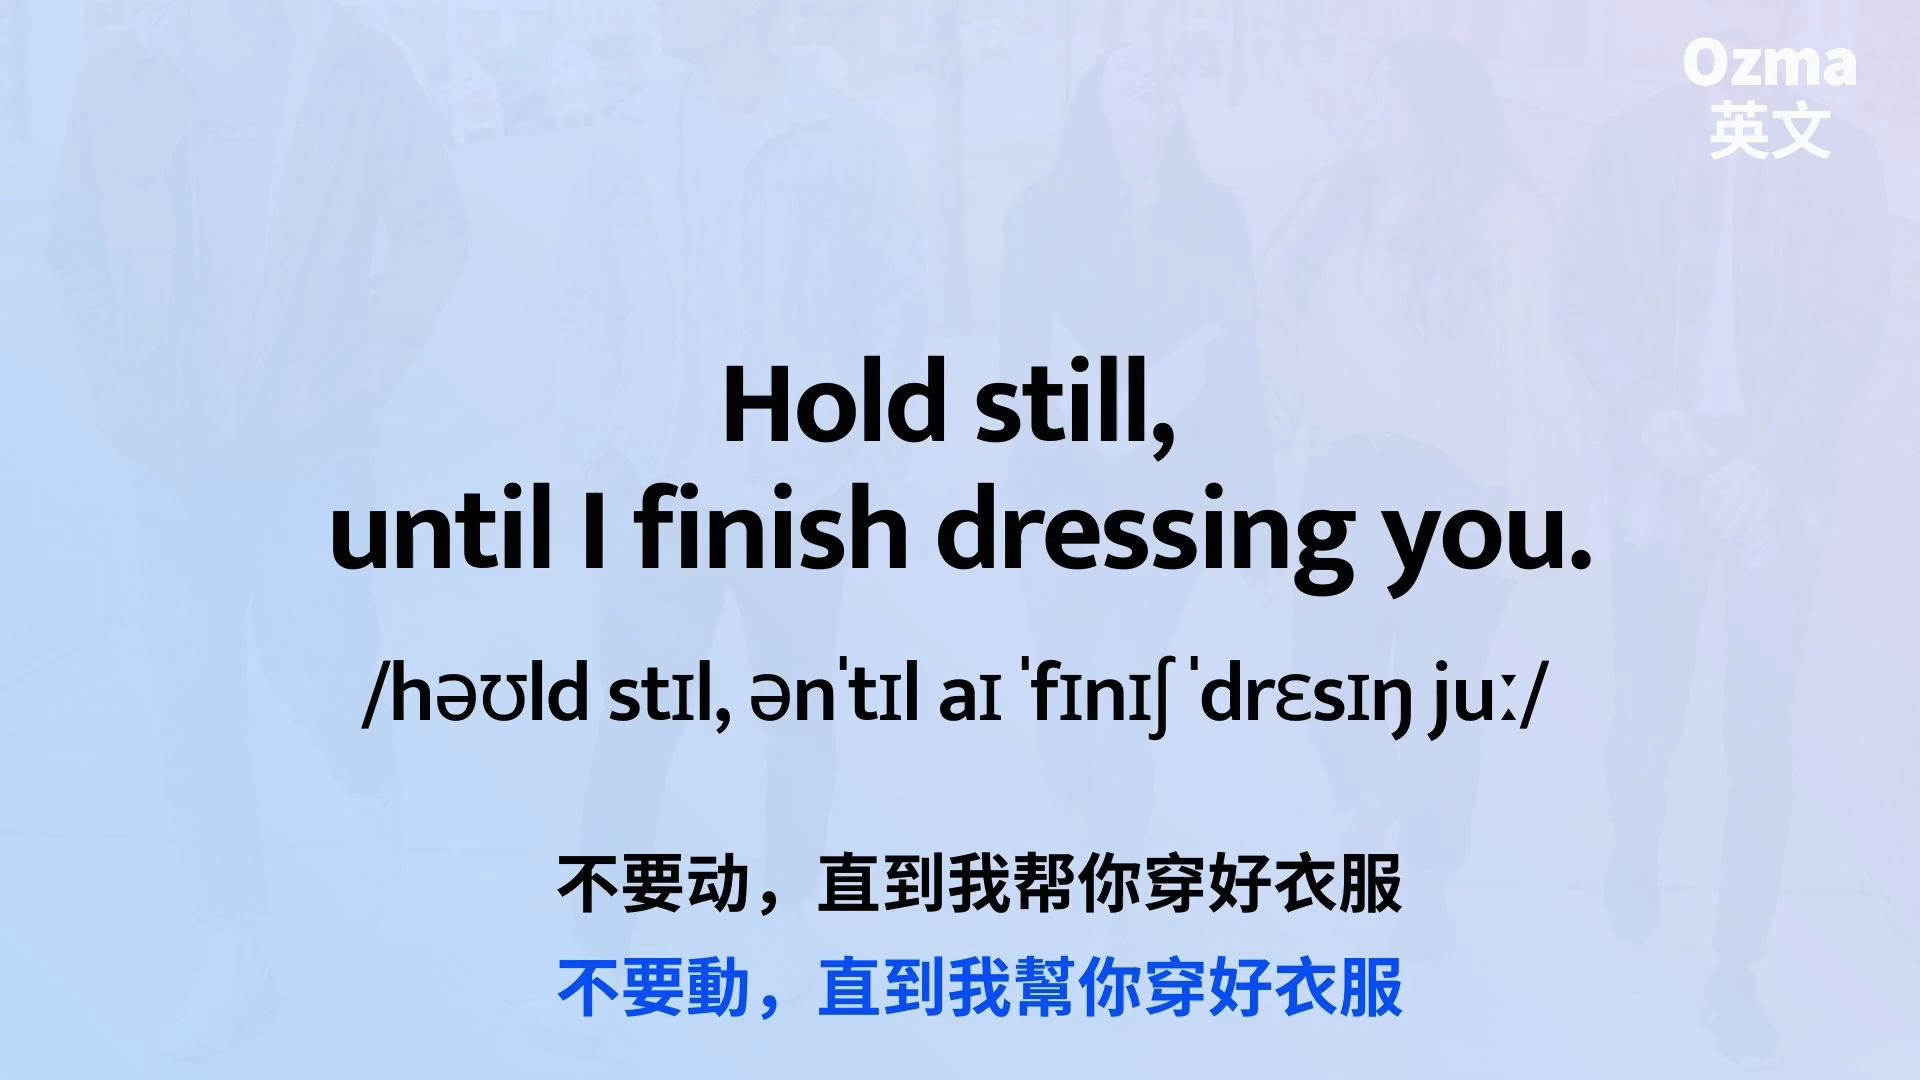 Ozma
英文
Hold still,
until I finish dressing you.
/həʊld stɪl, ənˈtɪl aɪ ˈfɪnɪʃ ˈdrɛsɪŋ juː/
不要动，直到我帮你穿好衣服
不要動，直到我幫你穿好衣服